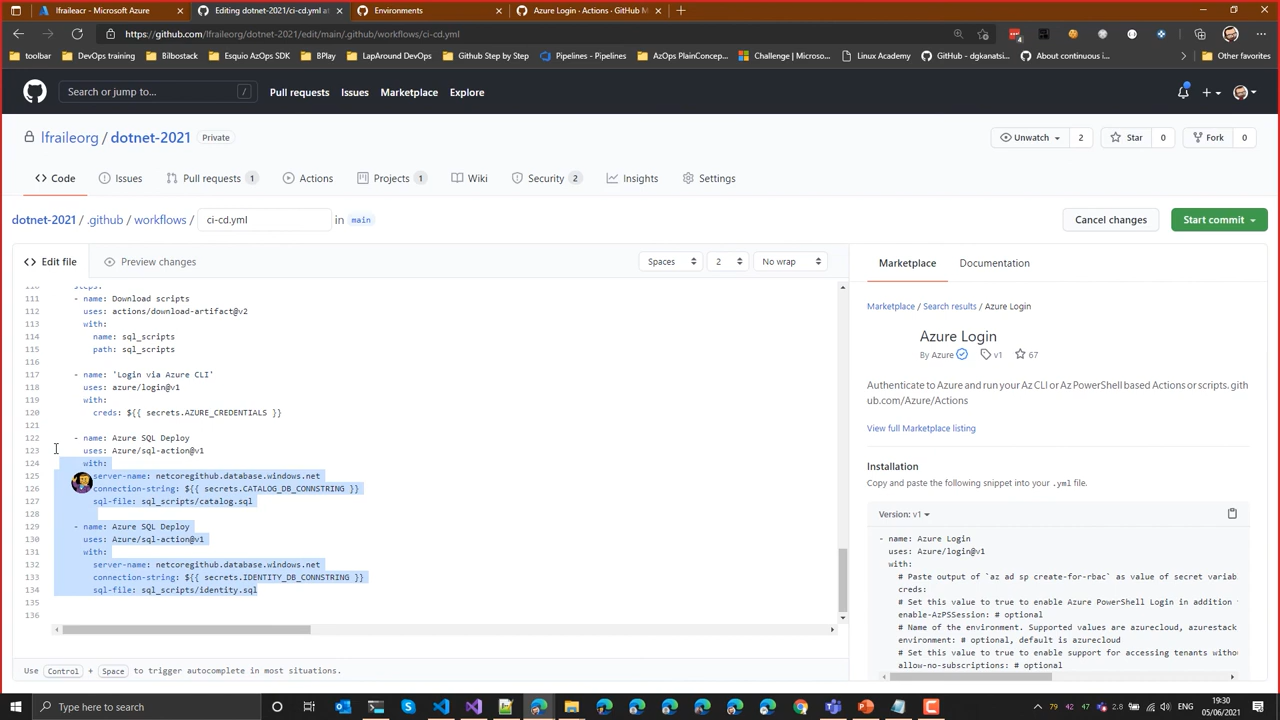 lfraileacr - Microsoft Azure
Editing dotnet-2021/ci-cd.yml at
Environments
Azure Login · Actions · GitHub M
https://github.com/lfraileorg/dotnet-2021/edit/main/.github/workflows/ci-cd.yml
toolbar
DevOps training
Bilbostack
Esquio AzOps SDK
BPlay
LapAround DevOps
Github Step by Step
Pipelines - Pipelines
AzOps PlainConcep...
Challenge | Microso...
Linux Academy
GitHub - dgkanatsi...
About continuous i...
Other favorites
Search or jump to...
/
Pull requests
Issues
Marketplace
Explore
lfraileorg / dotnet-2021
Private
Unwatch
2
Star
0
Fork
0
Code
Issues
Pull requests 1
Actions
Projects 1
Wiki
Security 2
Insights
Settings
dotnet-2021 / .github / workflows / ci-cd.yml in main
Cancel changes
Start commit
Edit file
Preview changes
Spaces
2
No wrap
110 steps:
111 - name: Download scripts
112 uses: actions/download-artifact@v2
113 with:
114 name: sql_scripts
115 path: sql_scripts
116
117 - name: 'Login via Azure CLI'
118 uses: azure/login@v1
119 with:
120 creds: ${{ secrets.AZURE_CREDENTIALS }}
121
122 - name: Azure SQL Deploy
123 uses: Azure/sql-action@v1
124 with:
125 server-name: netcoregithub.database.windows.net
126 connection-string: ${{ secrets.CATALOG_DB_CONNSTRING }}
127 sql-file: sql_scripts/catalog.sql
128
129 - name: Azure SQL Deploy
130 uses: Azure/sql-action@v1
131 with:
132 server-name: netcoregithub.database.windows.net
133 connection-string: ${{ secrets.IDENTITY_DB_CONNSTRING }}
134 sql-file: sql_scripts/identity.sql
135
136
Use Control + Space to trigger autocomplete in most situations.
Marketplace
Documentation
Marketplace / Search results / Azure Login
Azure Login
By Azure
v1
67
Authenticate to Azure and run your Az CLI or Az PowerShell based Actions or scripts. gith
ub.com/Azure/Actions
View full Marketplace listing
Installation
Copy and paste the following snippet into your .yml file.
Version: v1
- name: Azure Login
uses: Azure/login@v1
with:
# Paste output of `az ad sp create-for-rbac` as value of secret variab
creds:
# Set this value to true to enable Azure PowerShell Login in addition
enable-AzPSSession: # optional
# Name of the environment. Supported values are azurecloud, azurestack
environment: # optional, default is azurecloud
# Set this value to true to enable support for accessing tenants witho
allow-no-subscriptions: # optional
Type here to search
79
42
47
2.8
ENG
19:30
05/06/2021